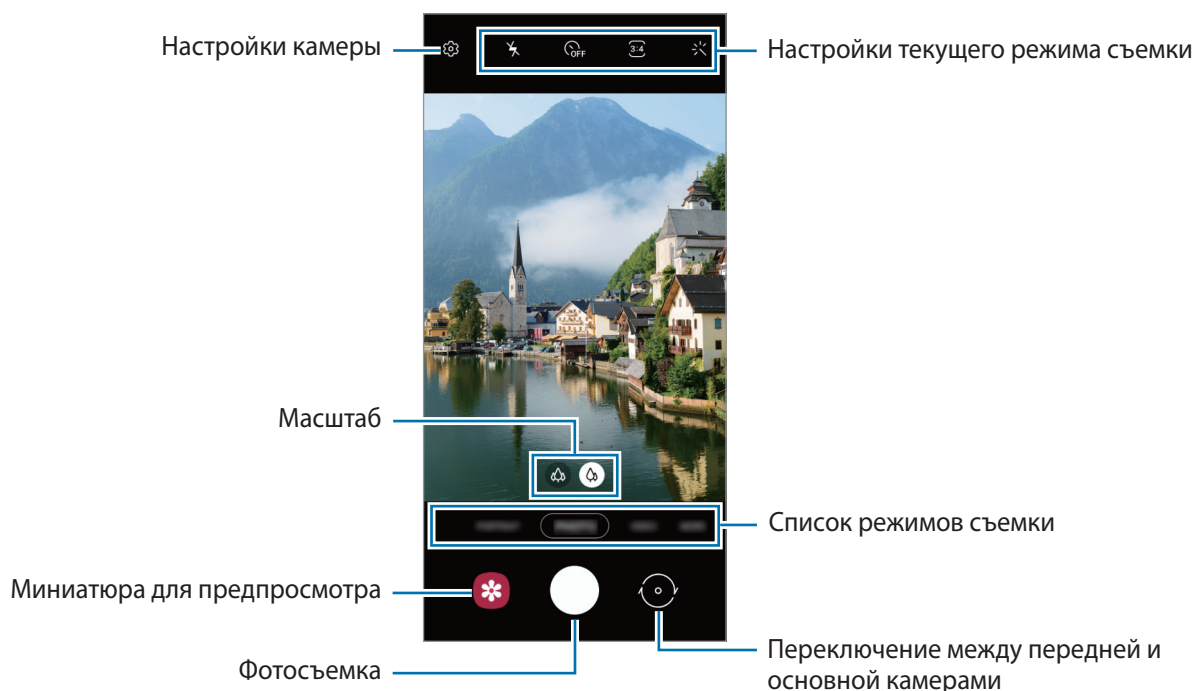 Настройки камеры
OFF
3:4
Настройки текущего режима съемки
Масштаб
Список режимов съемки
Миниатюра для предпросмотра
Фотосъемка
Переключение между передней и
основной камерами